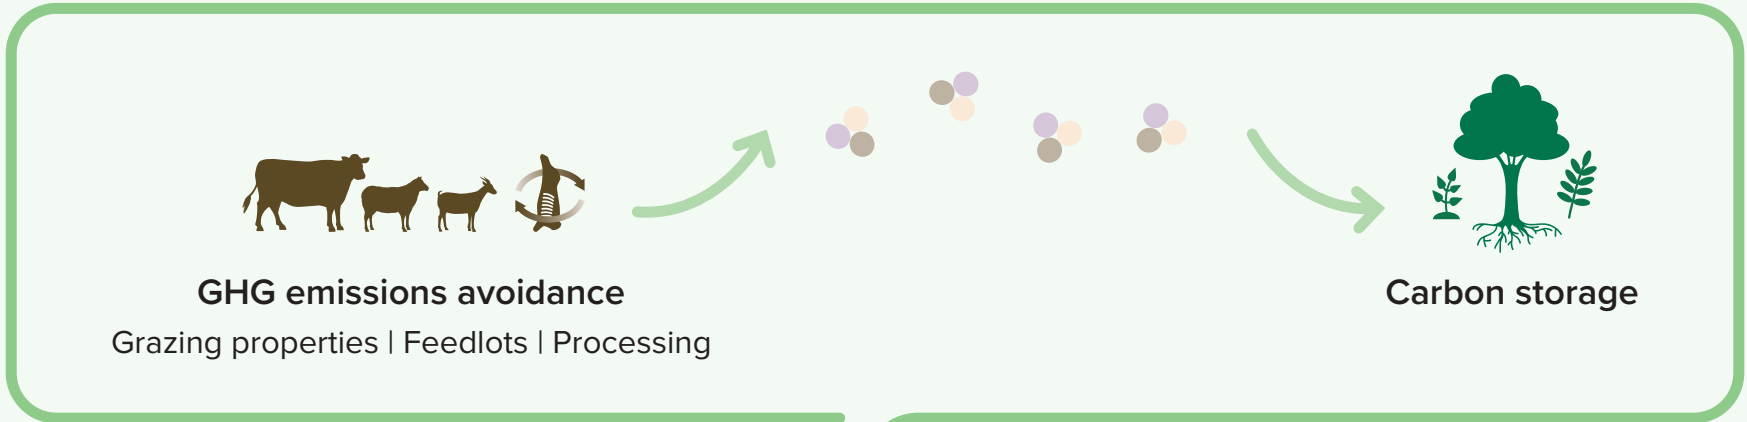 GHG emissions avoidance
Grazing properties | Feedlots | Processing
Carbon storage